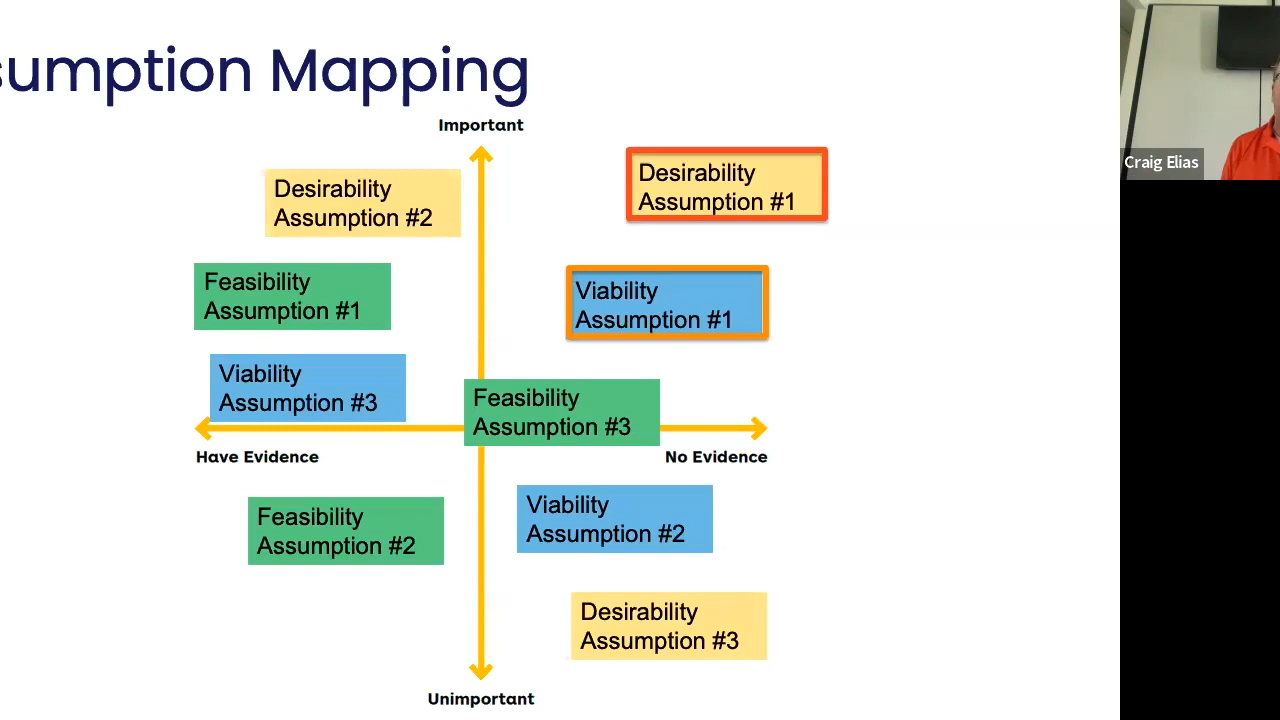 sumption Mapping
Important
Desirability
Assumption #1
Desirability
Assumption #2
Feasibility
Assumption #1
Viability
Assumption #1
Viability
Assumption #3
Feasibility
Assumption #3
Have Evidence
No Evidence
Viability
Assumption #2
Feasibility
Assumption #2
Desirability
Assumption #3
Unimportant
Craig Elias